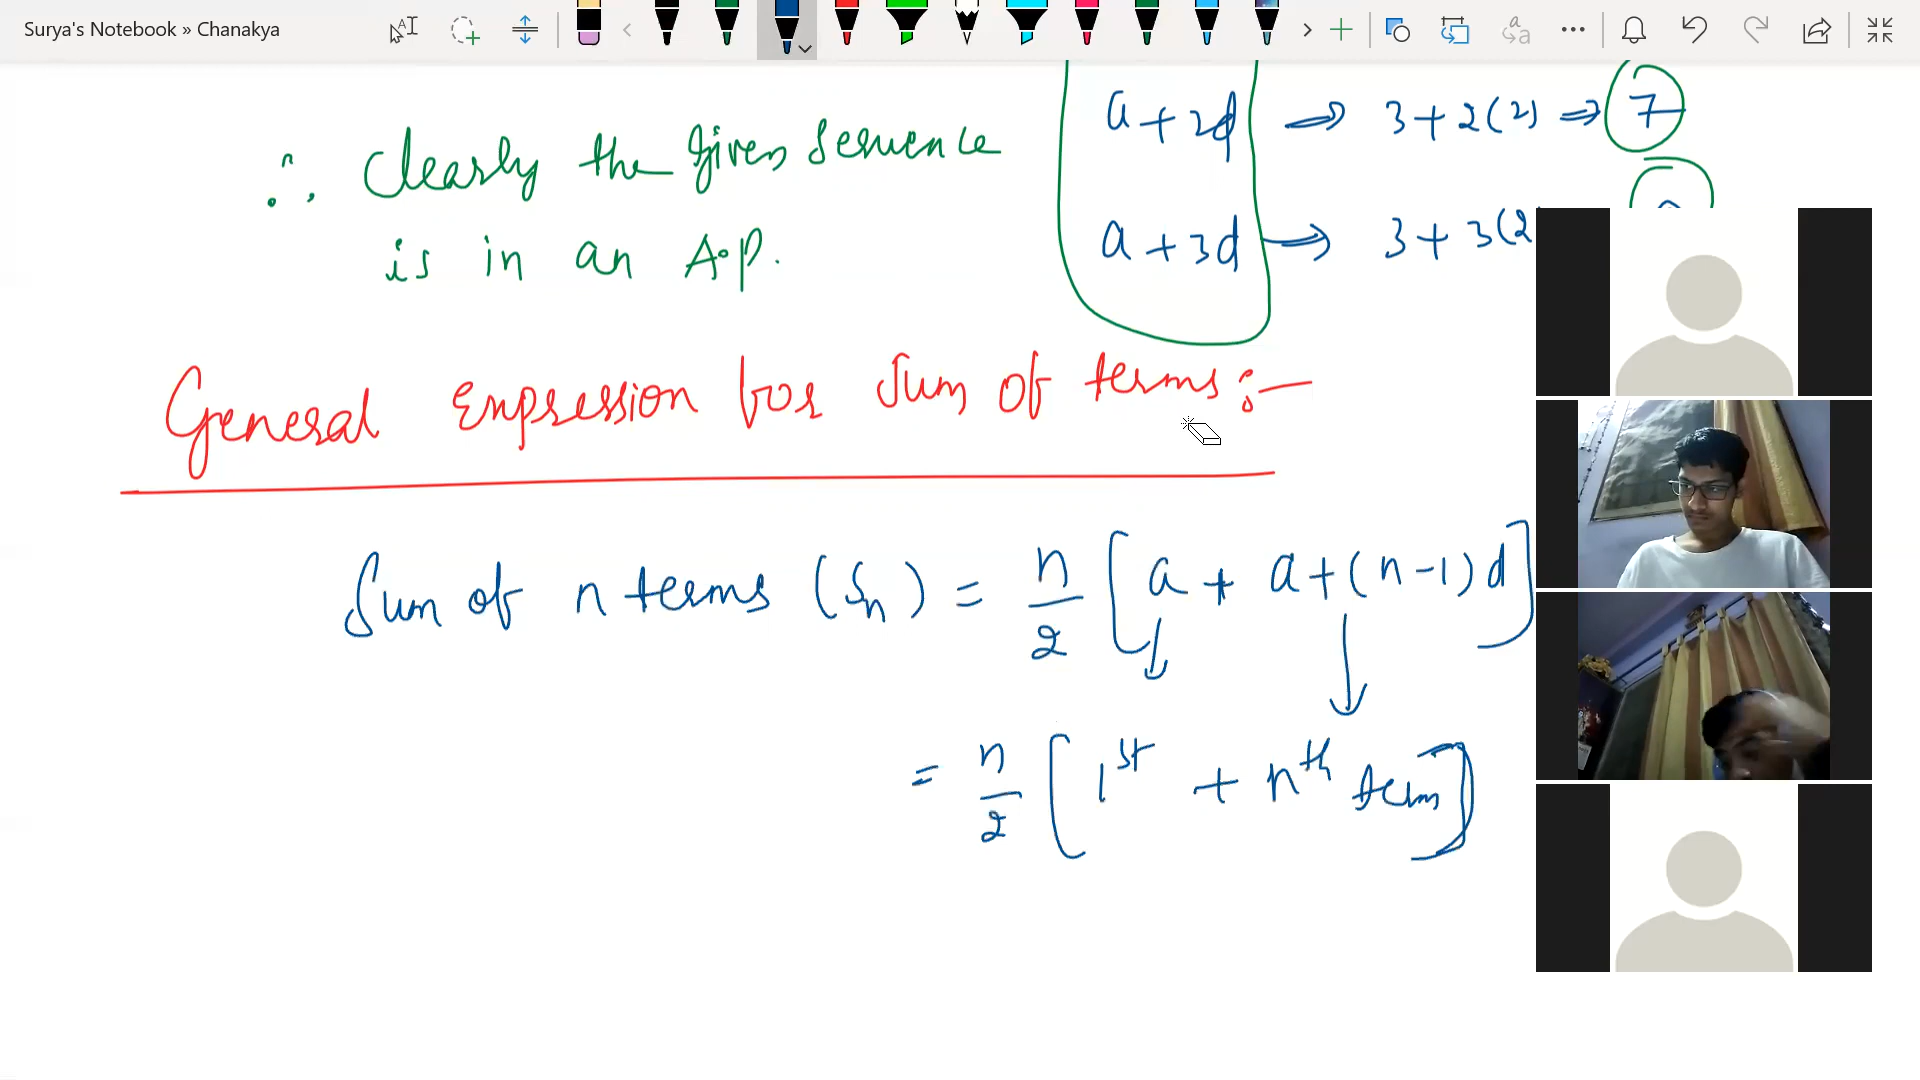 Surya's Notebook » Chanakya
a + 2d ⇒ 3 + 2(2) ⇒ 7
∴ Clearly the given sequence
is in an A.P.
a + 3d → 3 + 3(2
General expression for sum of terms :-
Sum of n terms (Sn) = n/2 [a + a + (n-1)d]
= n/2 [1st + nth term]